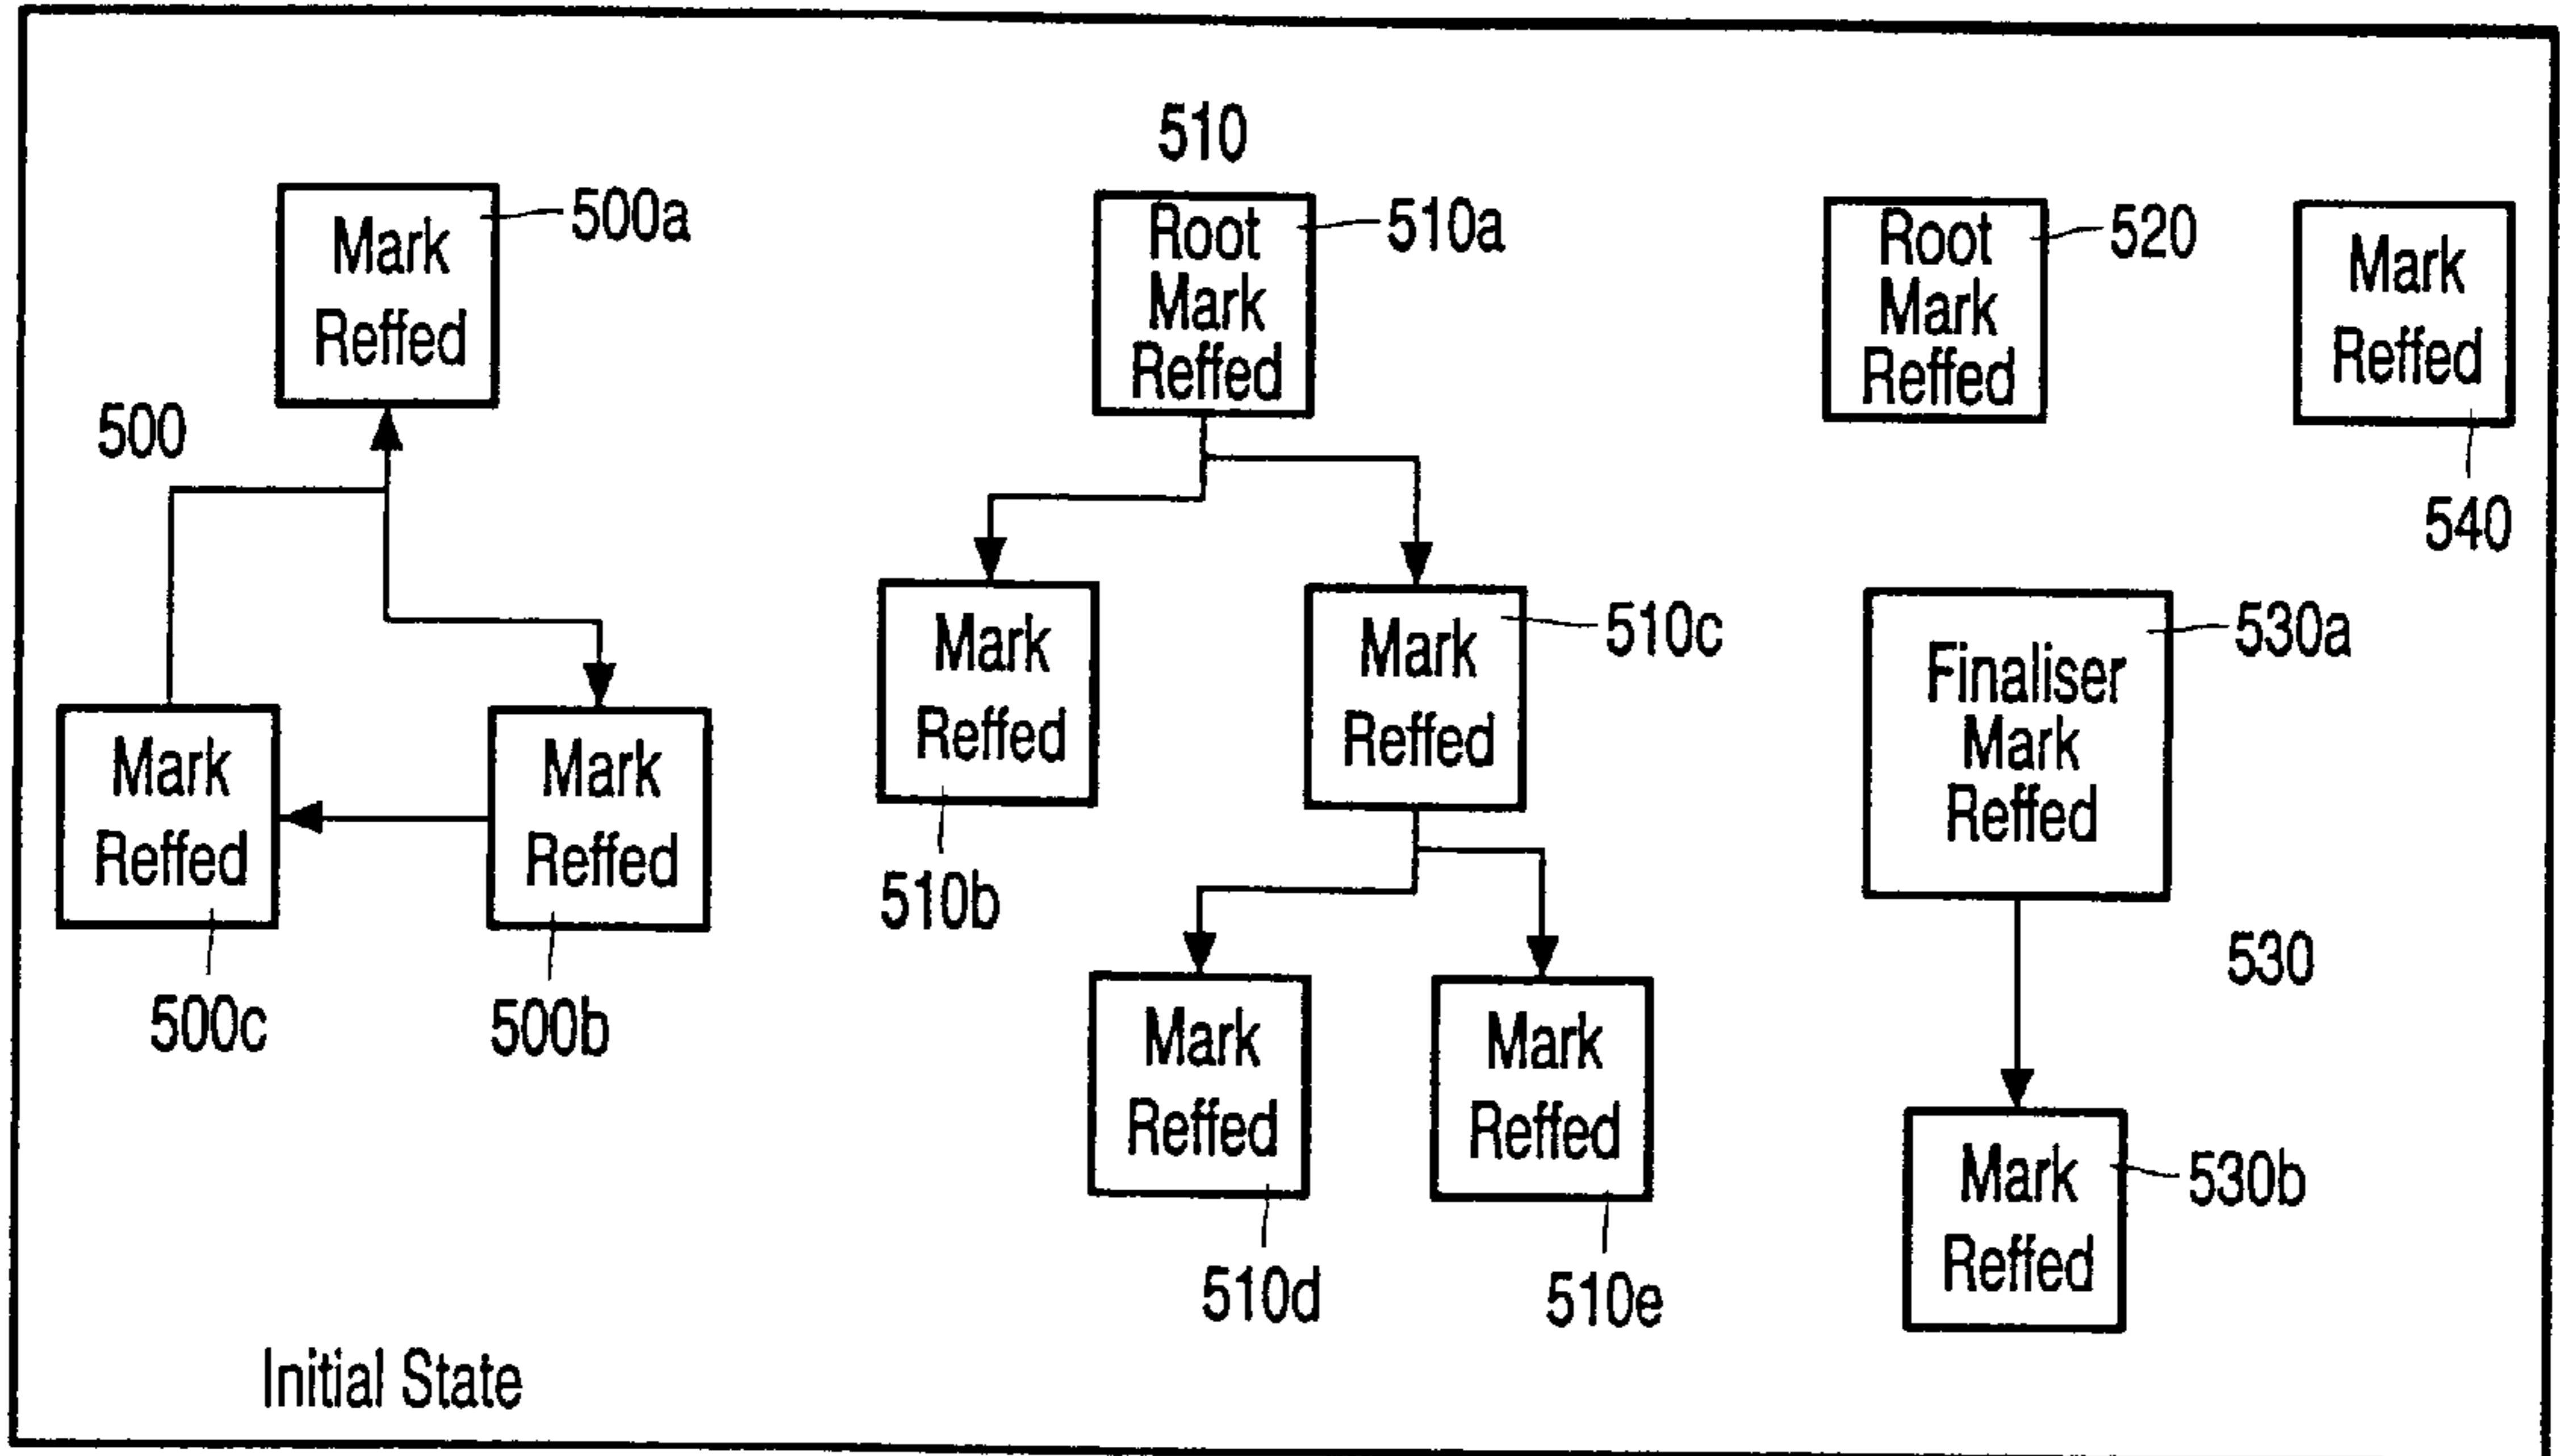 510
Mark
Reffed
500a
Root
Mark
Reffed
510a
Root
Mark
Reffed
520
Mark
Reffed
540
500
Mark
Reffed
500c
Mark
Reffed
500b
Mark
Reffed
510b
Mark
Reffed
510c
Mark
Reffed
510d
Mark
Reffed
510e
Finaliser
Mark
Reffed
530a
530
Mark
Reffed
530b
Initial State